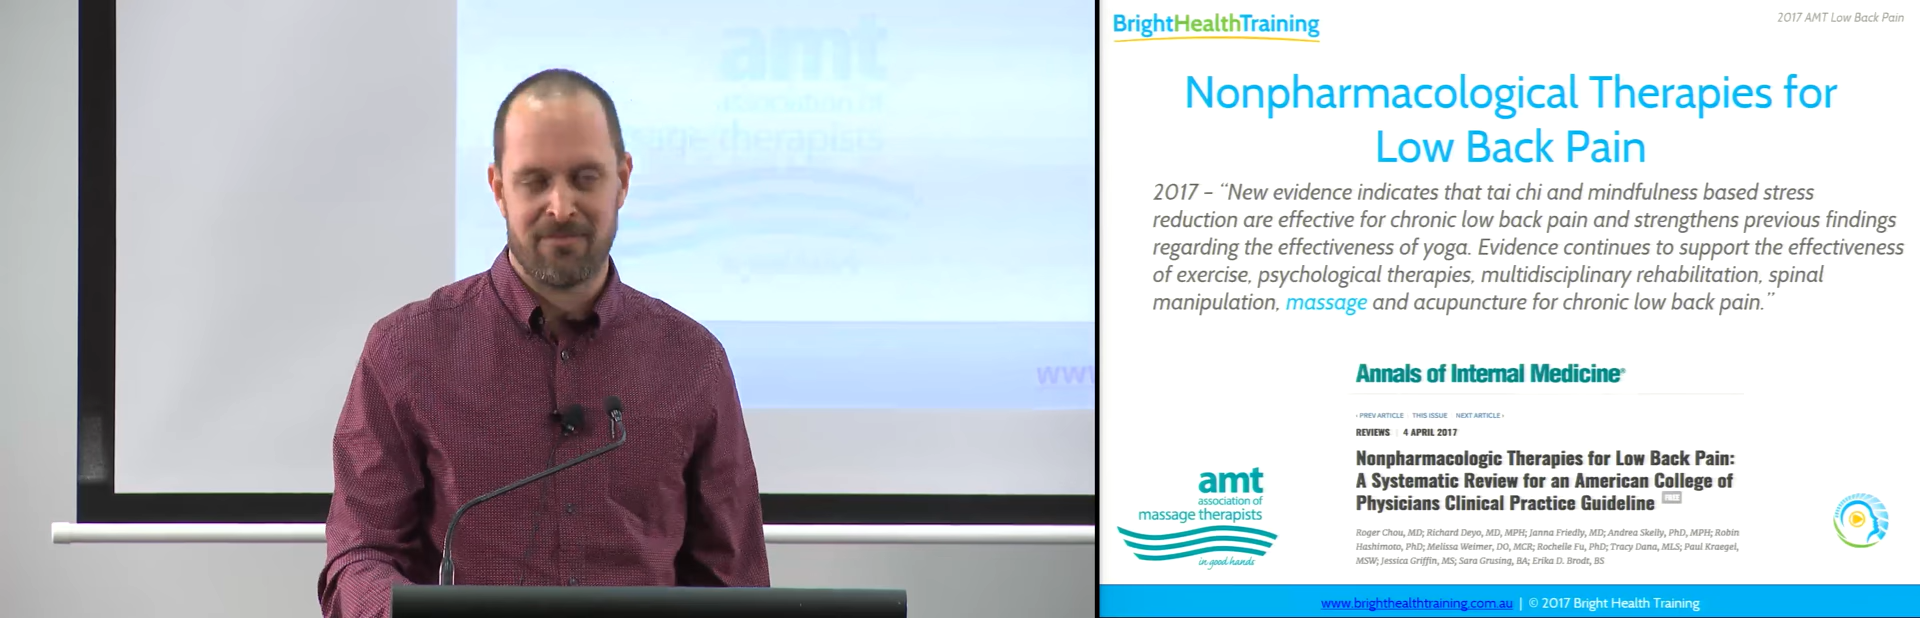 amt
association of
massage therapists
www
BrightHealthTraining
2017 AMT Low Back Pain
Nonpharmacological Therapies for
Low Back Pain
2017 – “New evidence indicates that tai chi and mindfulness based stress
reduction are effective for chronic low back pain and strengthens previous findings
regarding the effectiveness of yoga. Evidence continues to support the effectiveness
of exercise, psychological therapies, multidisciplinary rehabilitation, spinal
manipulation, massage and acupuncture for chronic low back pain.”
Annals of Internal Medicine®
‹ PREV ARTICLE | THIS ISSUE | NEXT ARTICLE ›
REVIEWS | 4 APRIL 2017
Nonpharmacologic Therapies for Low Back Pain:
A Systematic Review for an American College of
Physicians Clinical Practice Guideline FREE
Roger Chou, MD; Richard Deyo, MD, MPH; Janna Friedly, MD; Andrea Skelly, PhD, MPH; Robin
Hashimoto, PhD; Melissa Weimer, DO, MCR; Rochelle Fu, PhD; Tracy Dana, MLS; Paul Kraegel,
MSW; Jessica Griffin, MS; Sara Grusing, BA; Erika D. Brodt, BS
amt
association of
massage therapists
in good hands
www.brighthealthtraining.com.au | © 2017 Bright Health Training